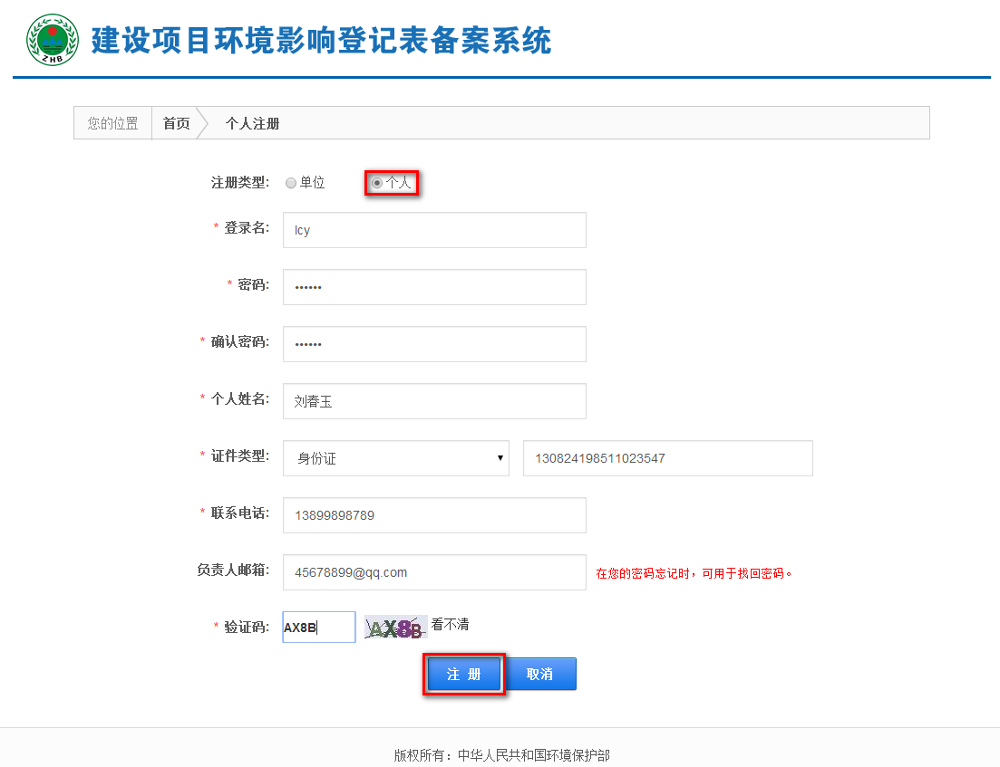 ZHB
建设项目环境影响登记表备案系统
您的位置 首页 个人注册
注册类型: 单位 个人
* 登录名: lcy
* 密码: ••••••
* 确认密码: ••••••
* 个人姓名: 刘春玉
* 证件类型: 身份证 130824198511023547
* 联系电话: 13899898789
负责人邮箱: 45678899@qq.com 在您的密码忘记时，可用于找回密码。
* 验证码: AX8B AX8B 看不清
注 册 取消
版权所有：中华人民共和国环境保护部